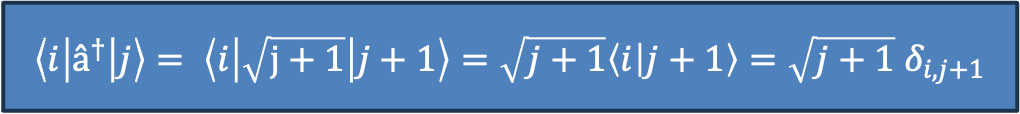 ⟨i|â†|j⟩ = ⟨i|√(j+1)|j + 1⟩ = √(j + 1)⟨i|j + 1⟩ = √(j + 1) δᵢ,ⱼ₊₁